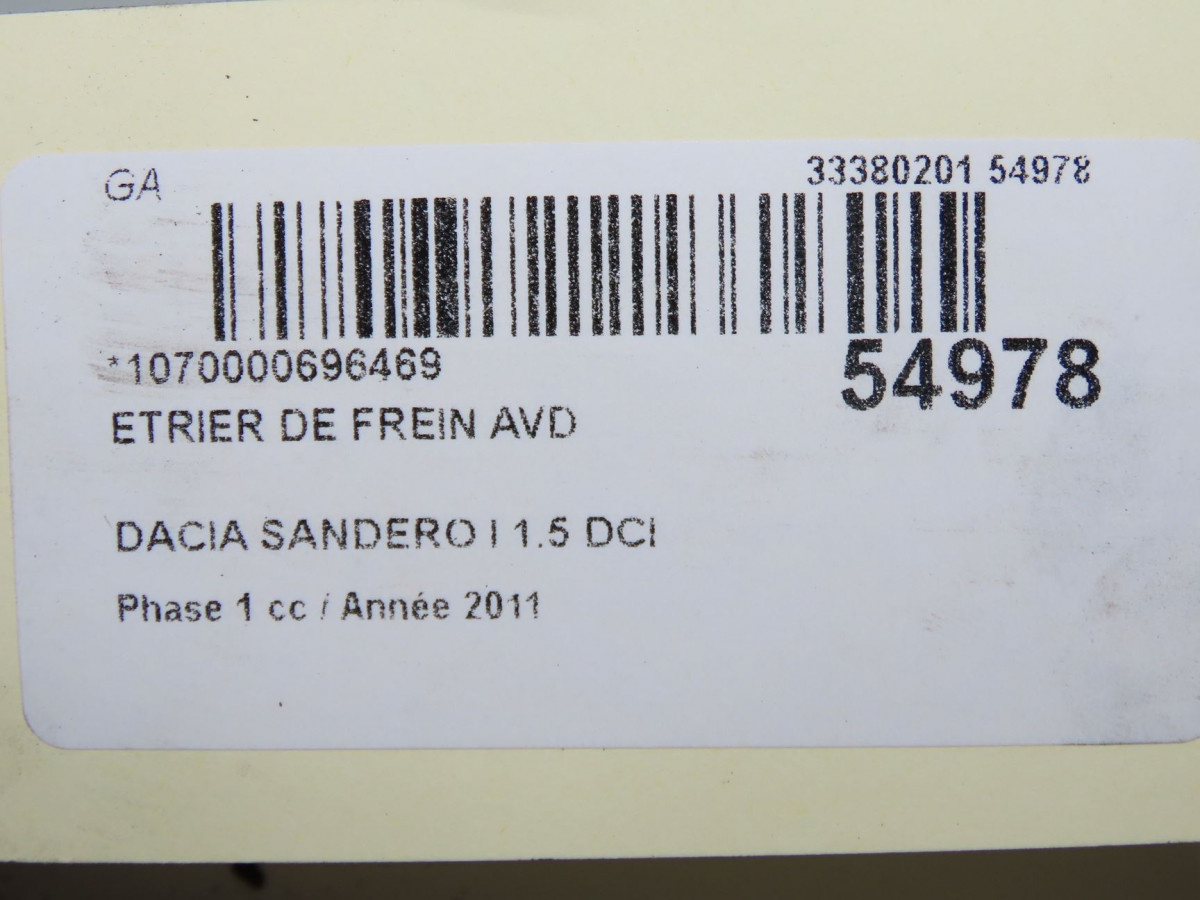 GA
33380201 54978
*1070000696469
54978
ETRIER DE FREIN AVD
DACIA SANDERO I 1.5 DCI
Phase 1 cc / Année 2011